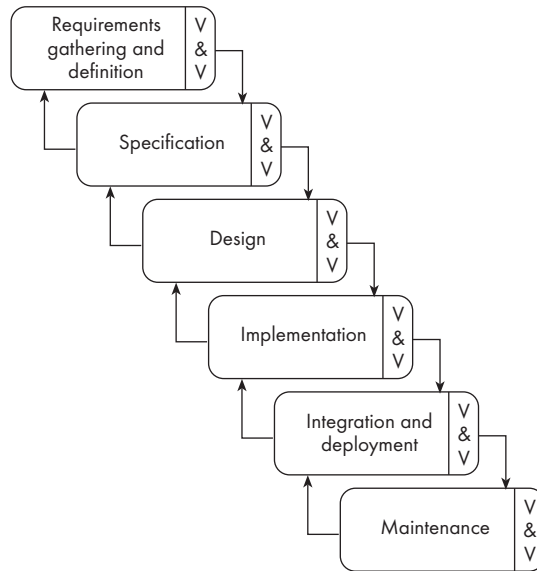 Requirements
gathering and
definition
V
&
V
Specification
V
&
V
Design
V
&
V
Implementation
V
&
V
Integration and
deployment
V
&
V
Maintenance
V
&
V